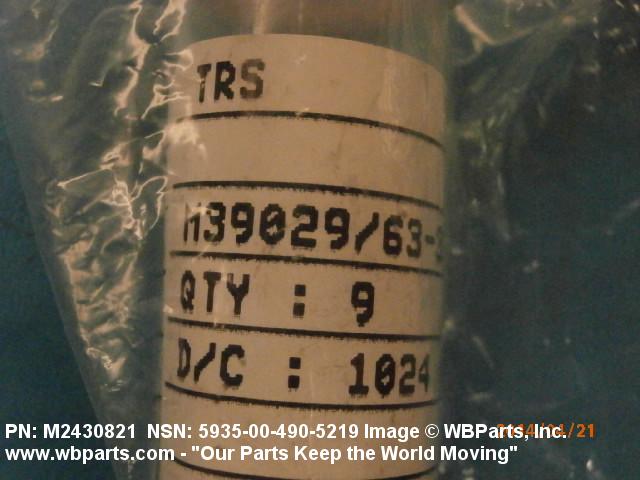 TRS
M39029/63-
QTY : 9
D/C : 1024
PN: M2430821 NSN: 5935-00-490-5219 Image © WBParts, Inc.
www.wbparts.com - "Our Parts Keep the World Moving"